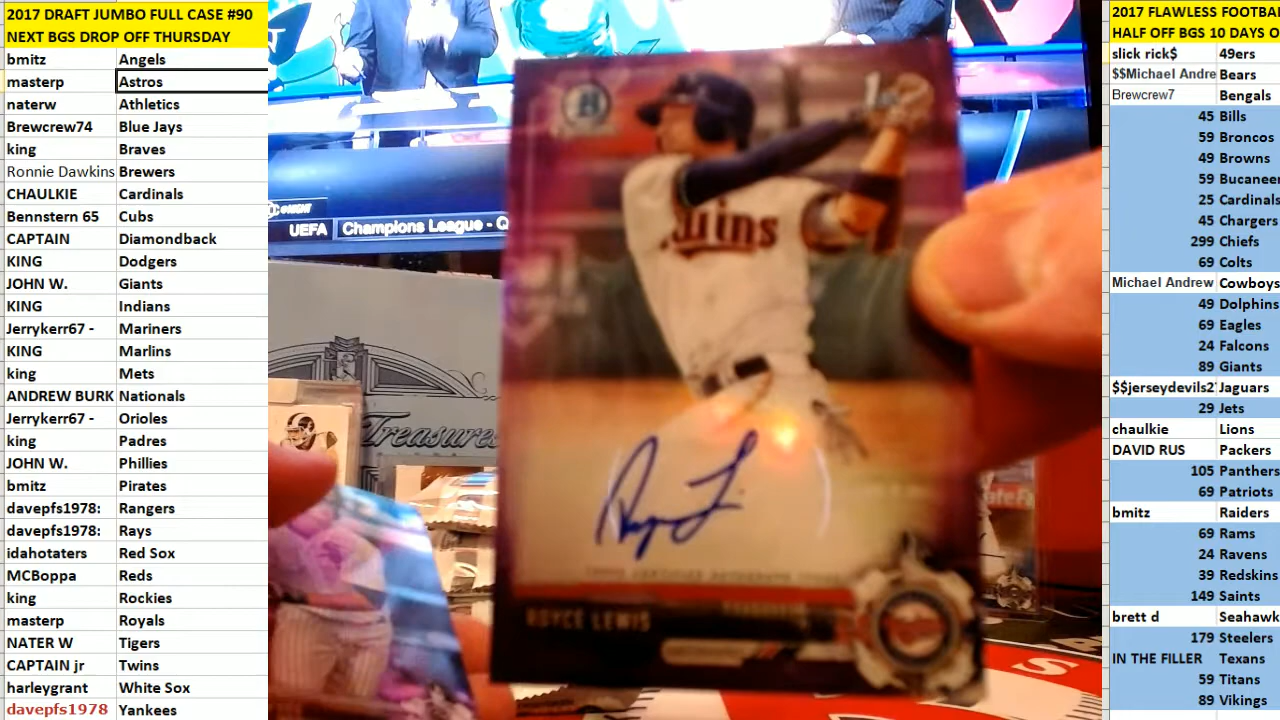 2017 DRAFT JUMBO FULL CASE #90
NEXT BGS DROP OFF THURSDAY
bmitz Angels
masterp Astros
naterw Athletics
Brewcrew74 Blue Jays
king Braves
Ronnie Dawkins Brewers
CHAULKIE Cardinals
Bennstern 65 Cubs
CAPTAIN Diamondback
KING Dodgers
JOHN W. Giants
KING Indians
Jerrykerr67 - Mariners
KING Marlins
king Mets
ANDREW BURK Nationals
Jerrykerr67 - Orioles
king Padres
JOHN W. Phillies
bmitz Pirates
davepfs1978: Rangers
davepfs1978: Rays
idahotaters Red Sox
MCBoppa Reds
king Rockies
masterp Royals
NATER W Tigers
CAPTAIN jr Twins
harleygrant White Sox
davepfs1978 Yankees
UEFA Champions League - Q
Treasures
B
1st
Twins
TOPPS CERTIFIED AUTOGRAPH ISSUE
ROYCE LEWIS
2017 FLAWLESS FOOTBA
HALF OFF BGS 10 DAYS O
slick rick$ 49ers
$$Michael Andre Bears
Brewcrew7 Bengals
45 Bills
59 Broncos
49 Browns
59 Bucaneer
25 Cardinals
45 Chargers
299 Chiefs
69 Colts
Michael Andrew Cowboys
49 Dolphins
69 Eagles
24 Falcons
89 Giants
$$jerseydevils2 Jaguars
29 Jets
chaulkie Lions
DAVID RUS Packers
105 Panthers
69 Patriots
bmitz Raiders
69 Rams
24 Ravens
39 Redskins
149 Saints
brett d Seahawk
179 Steelers
IN THE FILLER Texans
59 Titans
89 Vikings